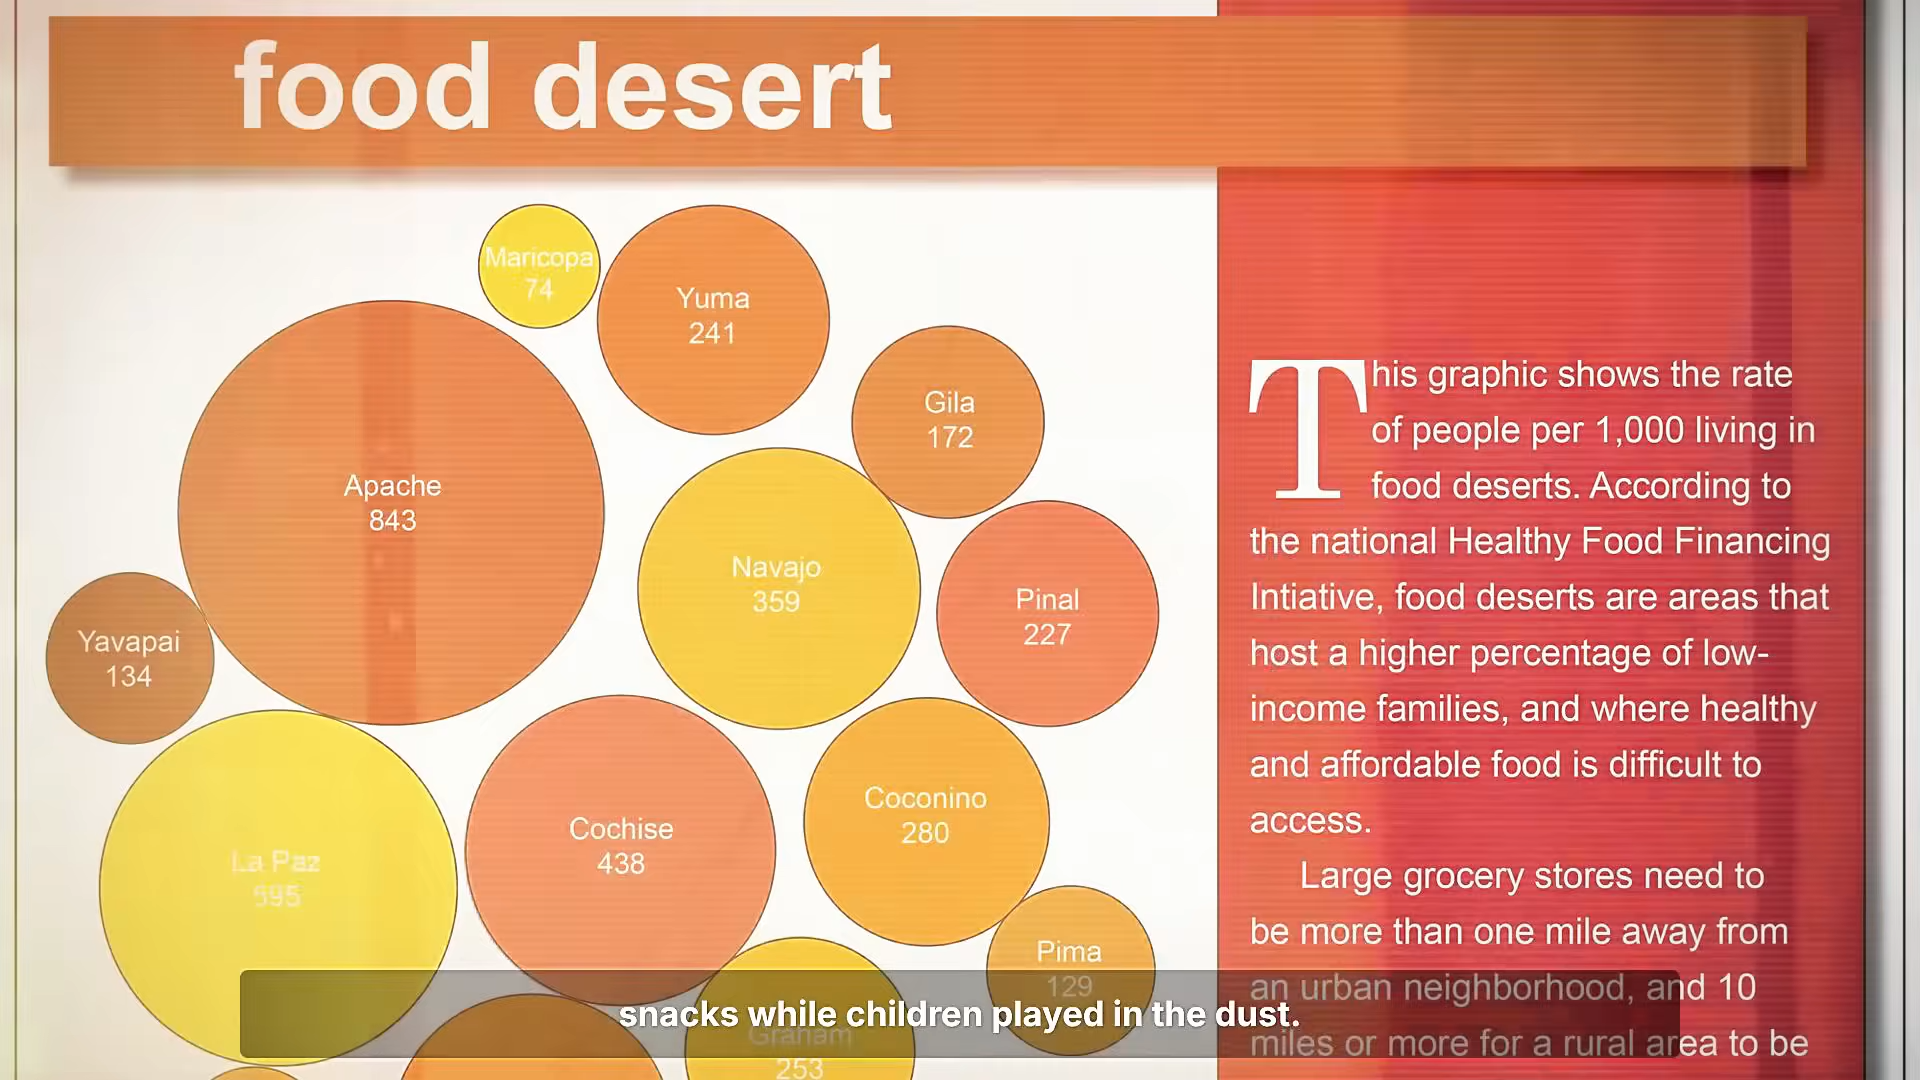 food desert
Maricopa
74
Yuma
241
Gila
172
Apache
843
Navajo
359
Pinal
227
Yavapai
134
La Paz
595
Cochise
438
Coconino
280
Pima
129
Graham
253
This graphic shows the rate
of people per 1,000 living in
food deserts. According to
the national Healthy Food Financing
Intiative, food deserts are areas that
host a higher percentage of low-
income families, and where healthy
and affordable food is difficult to
access.
Large grocery stores need to
be more than one mile away from
an urban neighborhood, and 10
miles or more for a rural area to be
snacks while children played in the dust.